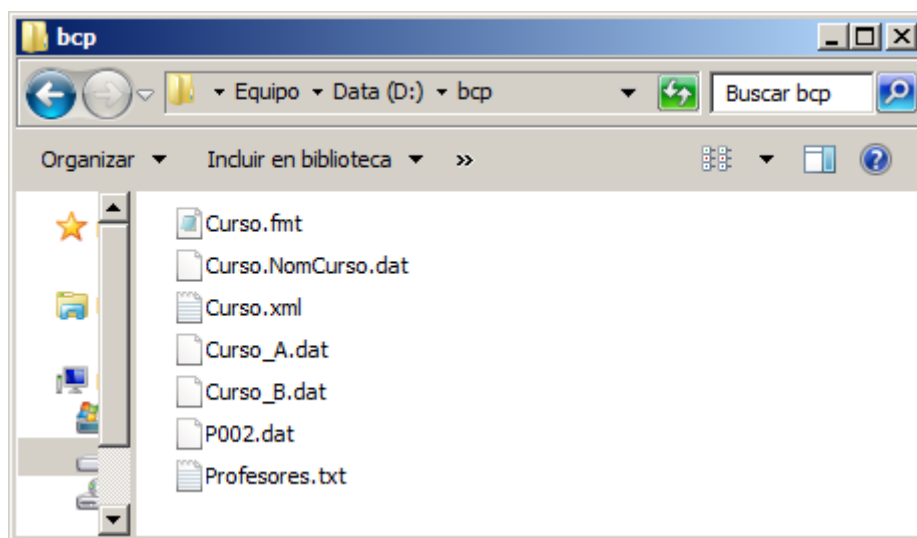 bcp
Equipo Data (D:) bcp Buscar bcp
Organizar Incluir en biblioteca »
Curso.fmt
Curso.NomCurso.dat
Curso.xml
Curso_A.dat
Curso_B.dat
P002.dat
Profesores.txt